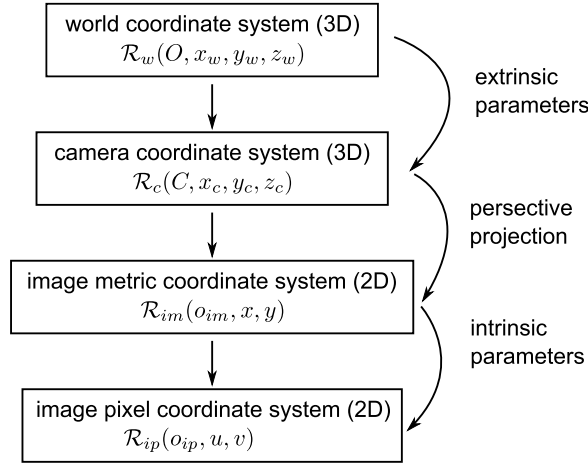 world coordinate system (3D)
$\mathcal{R}_w(O, x_w, y_w, z_w)$
extrinsic
parameters
camera coordinate system (3D)
$\mathcal{R}_c(C, x_c, y_c, z_c)$
persective
projection
image metric coordinate system (2D)
$\mathcal{R}_{im}(o_{im}, x, y)$
intrinsic
parameters
image pixel coordinate system (2D)
$\mathcal{R}_{ip}(o_{ip}, u, v)$